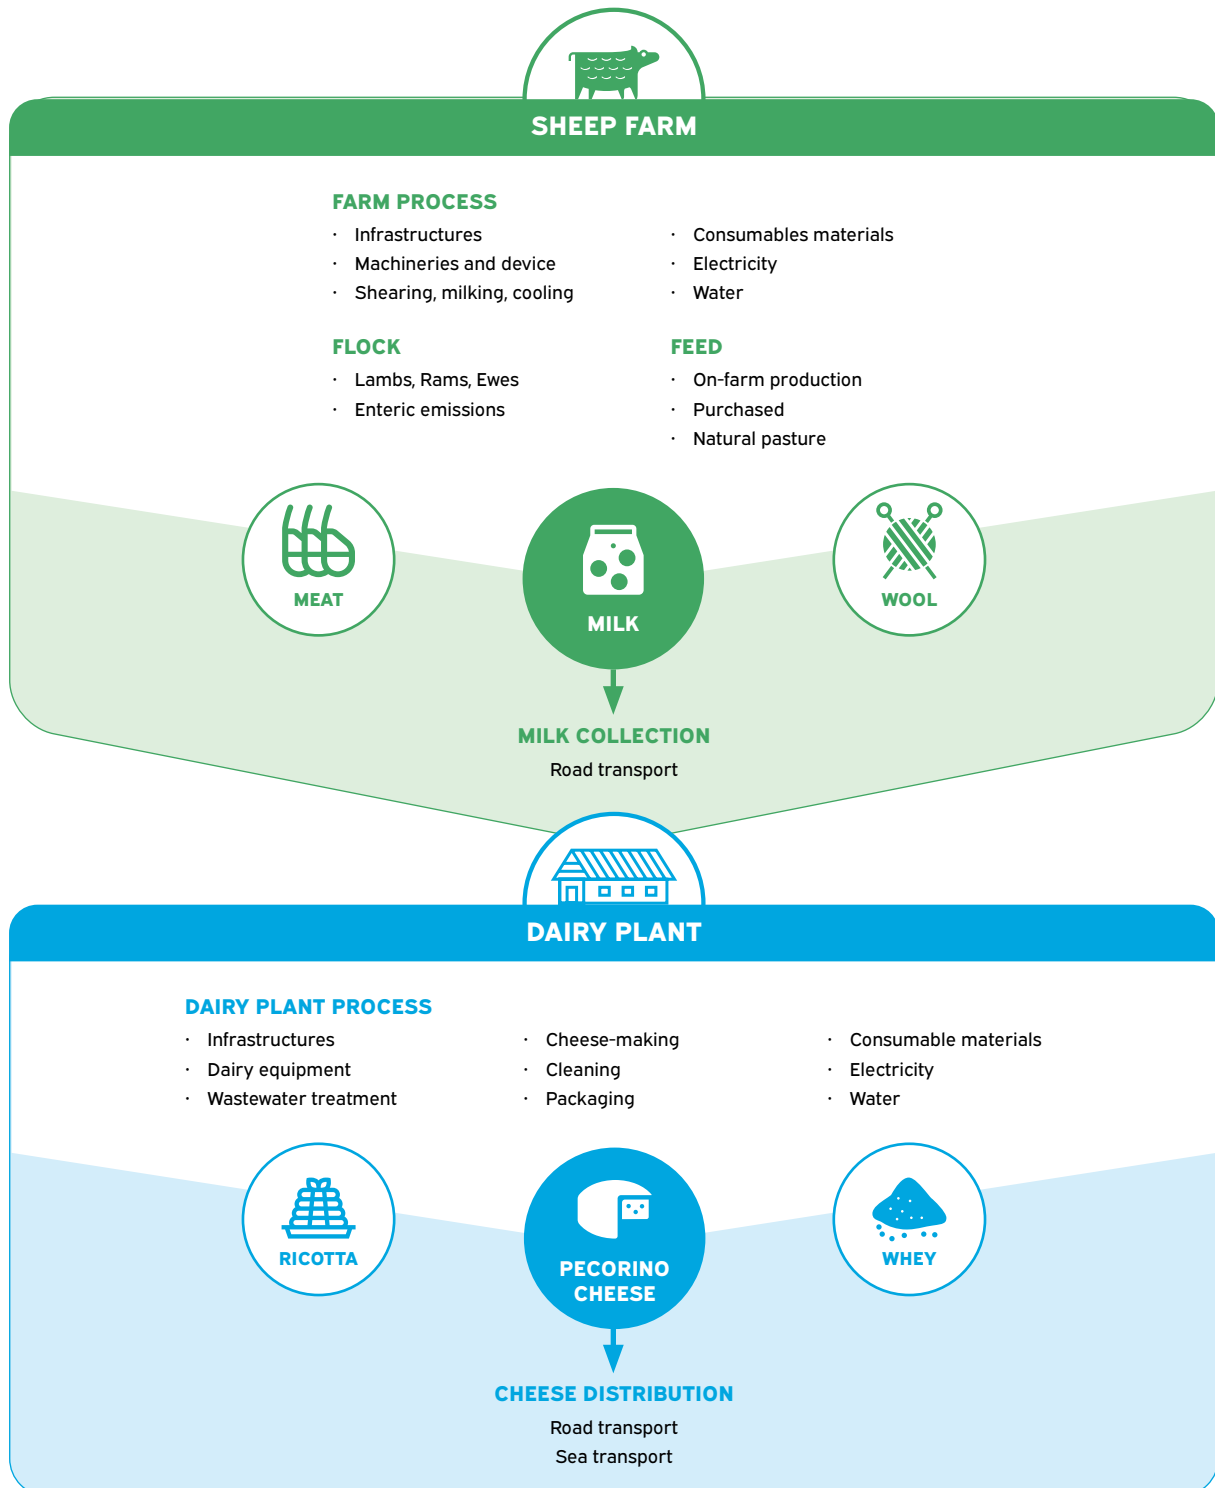 SHEEP FARM
FARM PROCESS
· Infrastructures
· Machineries and device
· Shearing, milking, cooling
· Consumables materials
· Electricity
· Water
FLOCK
· Lambs, Rams, Ewes
· Enteric emissions
FEED
· On-farm production
· Purchased
· Natural pasture
MEAT
MILK
WOOL
MILK COLLECTION
Road transport
DAIRY PLANT
DAIRY PLANT PROCESS
· Infrastructures
· Dairy equipment
· Wastewater treatment
· Cheese-making
· Cleaning
· Packaging
· Consumable materials
· Electricity
· Water
RICOTTA
PECORINO
CHEESE
WHEY
CHEESE DISTRIBUTION
Road transport
Sea transport